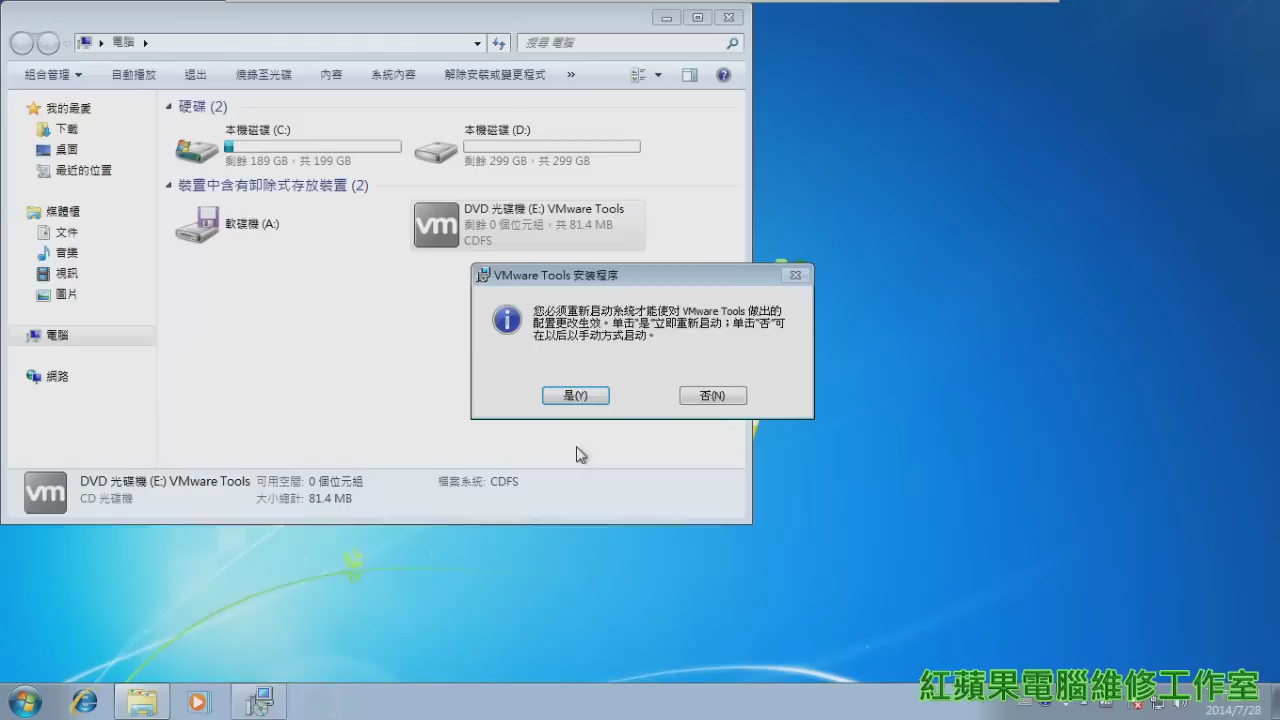 電腦
搜尋 電腦
組合管理 自動播放 退出 燒錄至光碟 內容 系統內容 解除安裝或變更程式 »
我的最愛
下載
桌面
最近的位置
媒體櫃
文件
音樂
視訊
圖片
電腦
網路
硬碟 (2)
本機磁碟 (C:)
剩餘 189 GB，共 199 GB
本機磁碟 (D:)
剩餘 299 GB，共 299 GB
裝置中含有卸除式存放裝置 (2)
軟碟機 (A:)
vm
DVD 光碟機 (E:) VMware Tools
剩餘 0 個位元組，共 81.4 MB
CDFS
VMware Tools 安装程序
您必须重新启动系统才能使对 VMware Tools 做出的
配置更改生效。单击"是"立即重新启动；单击"否"可
在以后以手动方式启动。
是(Y)
否(N)
vm
DVD 光碟機 (E:) VMware Tools 可用空間: 0 個位元組 檔案系統: CDFS
CD 光碟機 大小總計: 81.4 MB
紅蘋果電腦維修工作室
2014/7/28